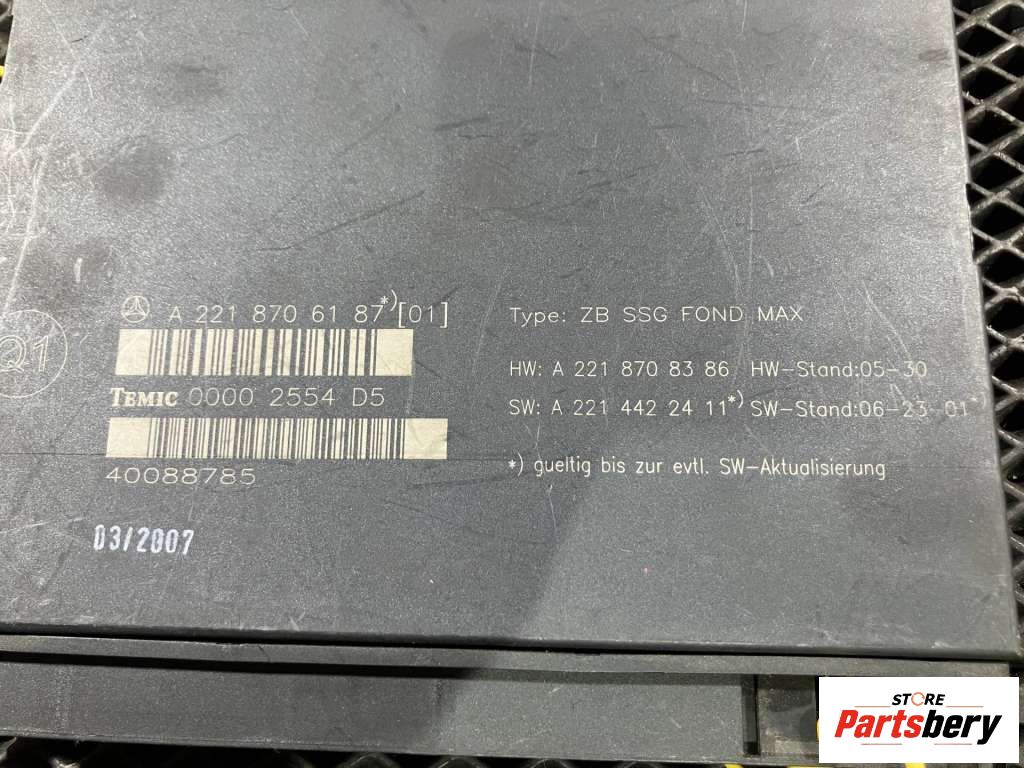 A 221 870 61 87*)[01]
TEMIC 0000 2554 D5
40088785
03/2007
Q1
Type: ZB SSG FOND MAX
HW: A 221 870 83 86 HW-Stand:05-30
SW: A 221 442 24 11*) SW-Stand:06-23-01*)
*) gueltig bis zur evtl. SW-Aktualisierung
STORE
Partsbery